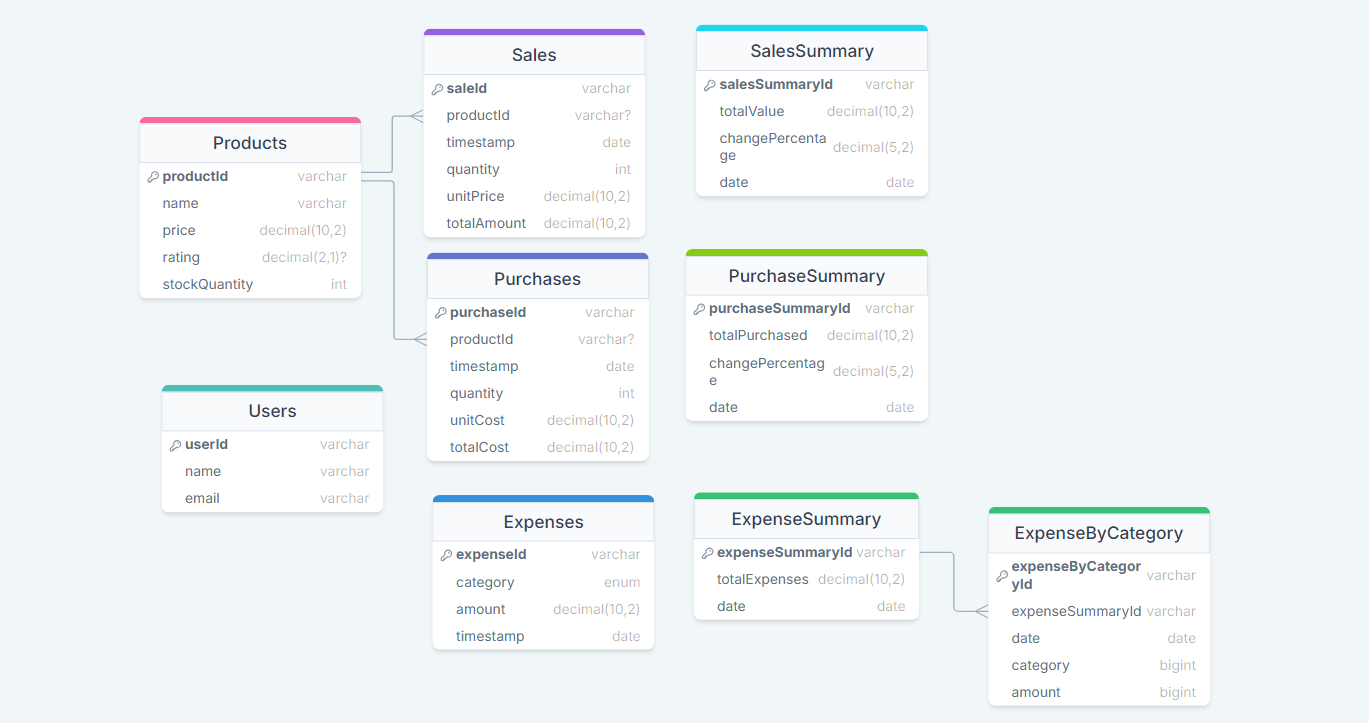 Products
productId varchar
name varchar
price decimal(10,2)
rating decimal(2,1)?
stockQuantity int
Users
userId varchar
name varchar
email varchar
Sales
saleId varchar
productId varchar?
timestamp date
quantity int
unitPrice decimal(10,2)
totalAmount decimal(10,2)
Purchases
purchaseId varchar
productId varchar?
timestamp date
quantity int
unitCost decimal(10,2)
totalCost decimal(10,2)
Expenses
expenseId varchar
category enum
amount decimal(10,2)
timestamp date
SalesSummary
salesSummaryId varchar
totalValue decimal(10,2)
changePercenta
ge decimal(5,2)
date date
PurchaseSummary
purchaseSummaryId varchar
totalPurchased decimal(10,2)
changePercentag
e decimal(5,2)
date date
ExpenseSummary
expenseSummaryId varchar
totalExpenses decimal(10,2)
date date
ExpenseByCategory
expenseByCategor
yId varchar
expenseSummaryId varchar
date date
category bigint
amount bigint